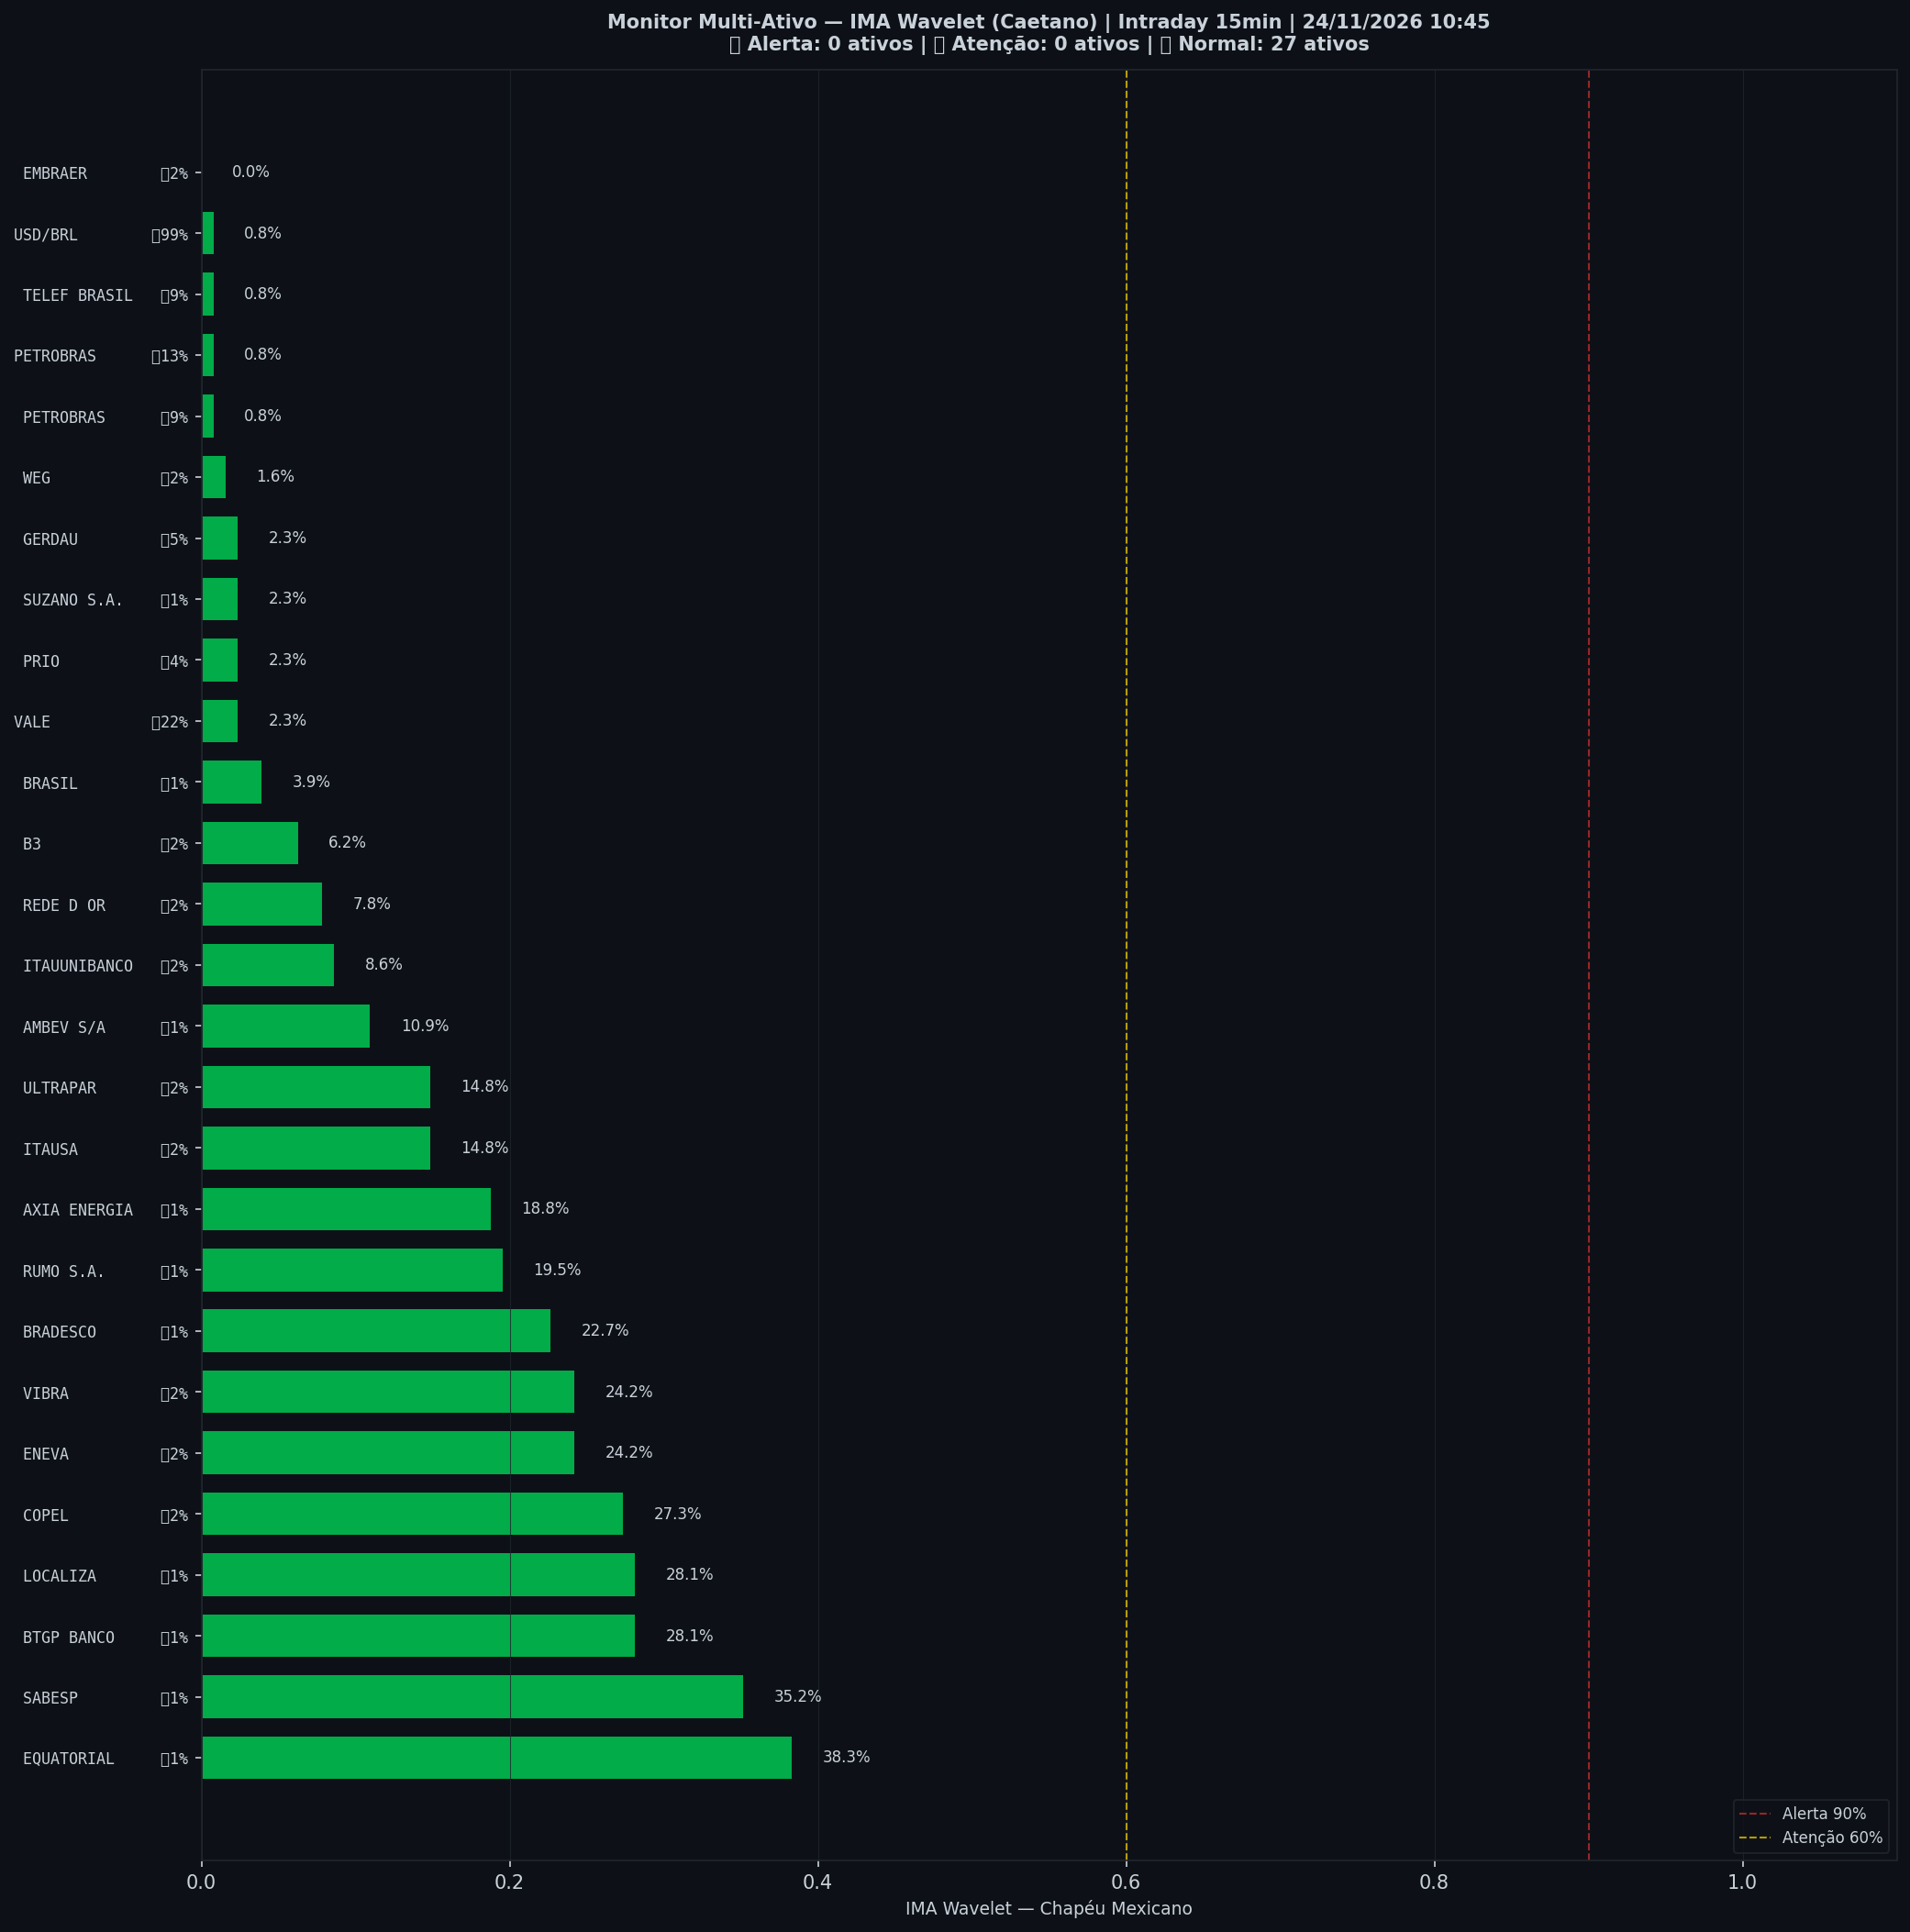 Monitor Multi-Ativo — IMA Wavelet (Caetano) | Intraday 15min | 24/11/2026 10:45
▯ Alerta: 0 ativos | ▯ Atenção: 0 ativos | ▯ Normal: 27 ativos
EMBRAER ▯2% 0.0%
USD/BRL ▯99% 0.8%
TELEF BRASIL ▯9% 0.8%
PETROBRAS ▯13% 0.8%
PETROBRAS ▯9% 0.8%
WEG ▯2% 1.6%
GERDAU ▯5% 2.3%
SUZANO S.A. ▯1% 2.3%
PRIO ▯4% 2.3%
VALE ▯22% 2.3%
BRASIL ▯1% 3.9%
B3 ▯2% 6.2%
REDE D OR ▯2% 7.8%
ITAUUNIBANCO ▯2% 8.6%
AMBEV S/A ▯1% 10.9%
ULTRAPAR ▯2% 14.8%
ITAUSA ▯2% 14.8%
AXIA ENERGIA ▯1% 18.8%
RUMO S.A. ▯1% 19.5%
BRADESCO ▯1% 22.7%
VIBRA ▯2% 24.2%
ENEVA ▯2% 24.2%
COPEL ▯2% 27.3%
LOCALIZA ▯1% 28.1%
BTGP BANCO ▯1% 28.1%
SABESP ▯1% 35.2%
EQUATORIAL ▯1% 38.3%
Alerta 90%
Atenção 60%
0.0 0.2 0.4 0.6 0.8 1.0
IMA Wavelet — Chapéu Mexicano